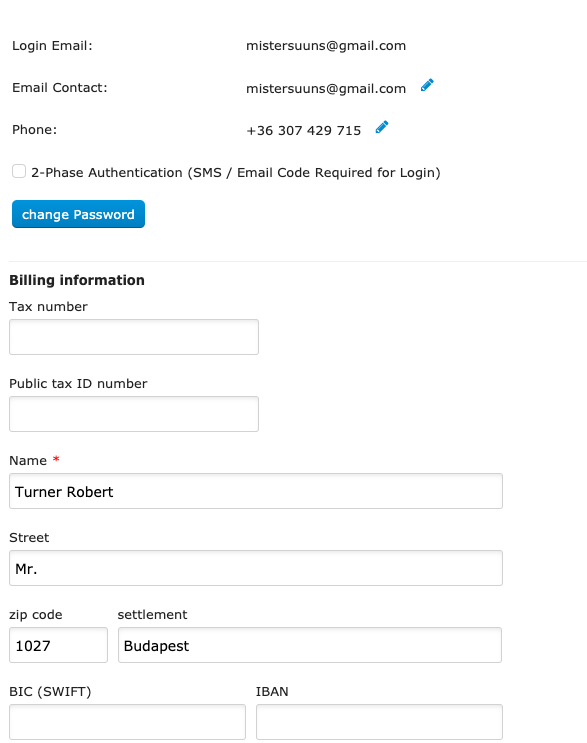 Login Email: mistersuuns@gmail.com
Email Contact: mistersuuns@gmail.com
Phone: +36 307 429 715
2-Phase Authentication (SMS / Email Code Required for Login)
change Password
Billing information
Tax number
Public tax ID number
Name *
Turner Robert
Street
Mr.
zip code settlement
1027 Budapest
BIC (SWIFT) IBAN